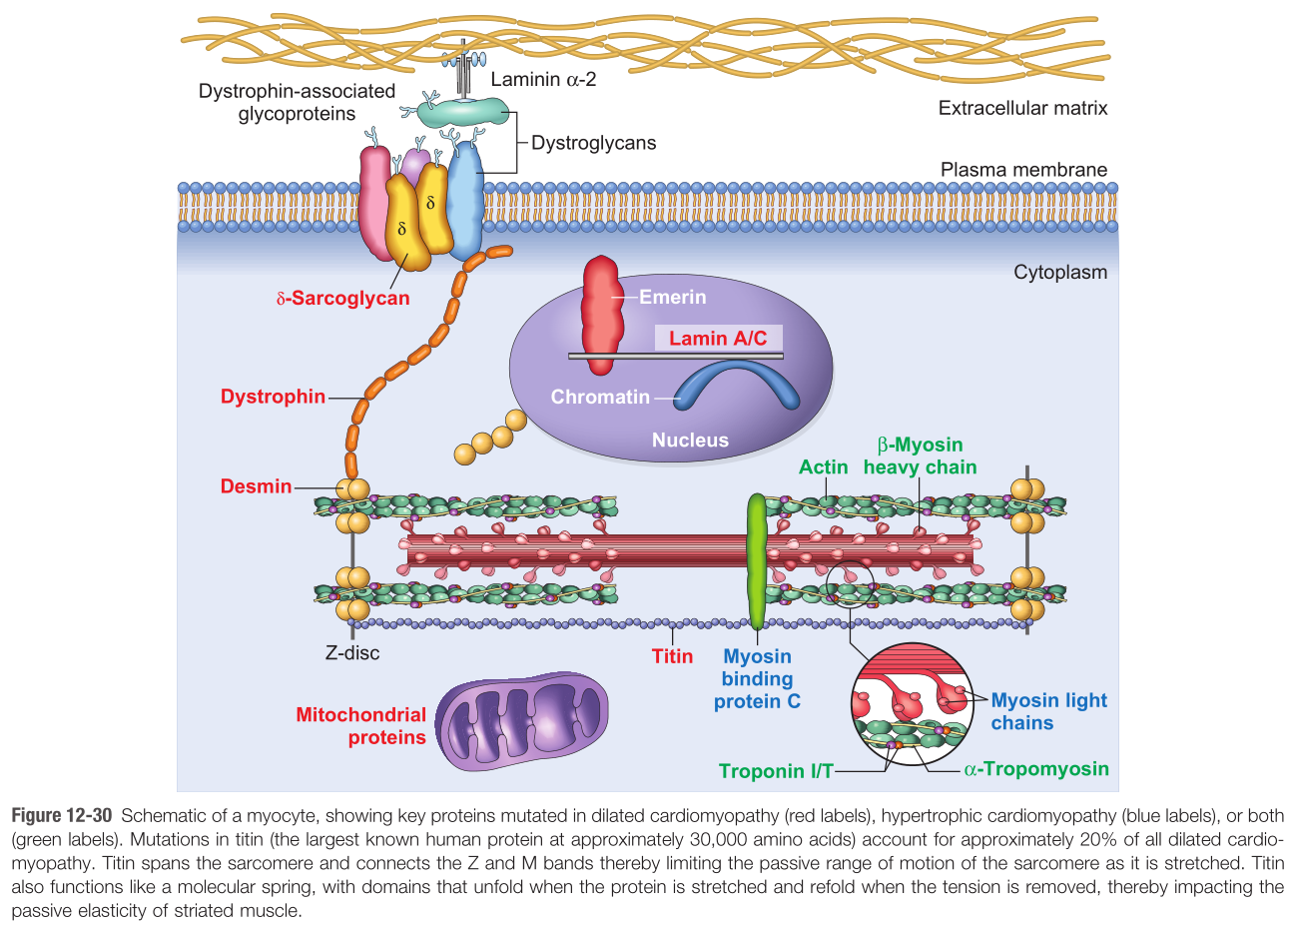 Laminin α-2
Dystrophin-associated
glycoproteins
Extracellular matrix
Dystroglycans
Plasma membrane
δ
δ
Cytoplasm
δ-Sarcoglycan
Emerin
Lamin A/C
Dystrophin
Chromatin
Nucleus
β-Myosin
heavy chain
Actin
Desmin
Z-disc
Titin
Myosin
binding
protein C
Myosin light
chains
Mitochondrial
proteins
Troponin I/T
α-Tropomyosin
Figure 12-30 Schematic of a myocyte, showing key proteins mutated in dilated cardiomyopathy (red labels), hypertrophic cardiomyopathy (blue labels), or both
(green labels). Mutations in titin (the largest known human protein at approximately 30,000 amino acids) account for approximately 20% of all dilated cardio-
myopathy. Titin spans the sarcomere and connects the Z and M bands thereby limiting the passive range of motion of the sarcomere as it is stretched. Titin
also functions like a molecular spring, with domains that unfold when the protein is stretched and refold when the tension is removed, thereby impacting the
passive elasticity of striated muscle.